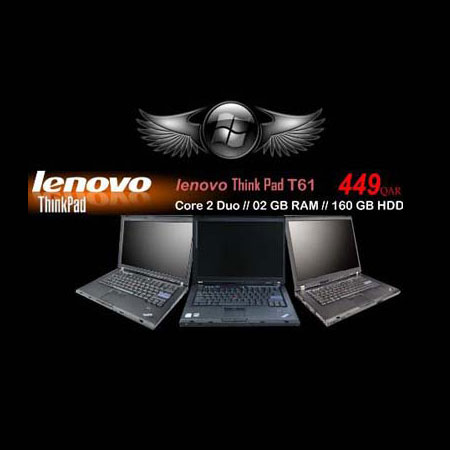 lenovo
ThinkPad
lenovo Think Pad T61 449QAR
Core 2 Duo // 02 GB RAM // 160 GB HDD